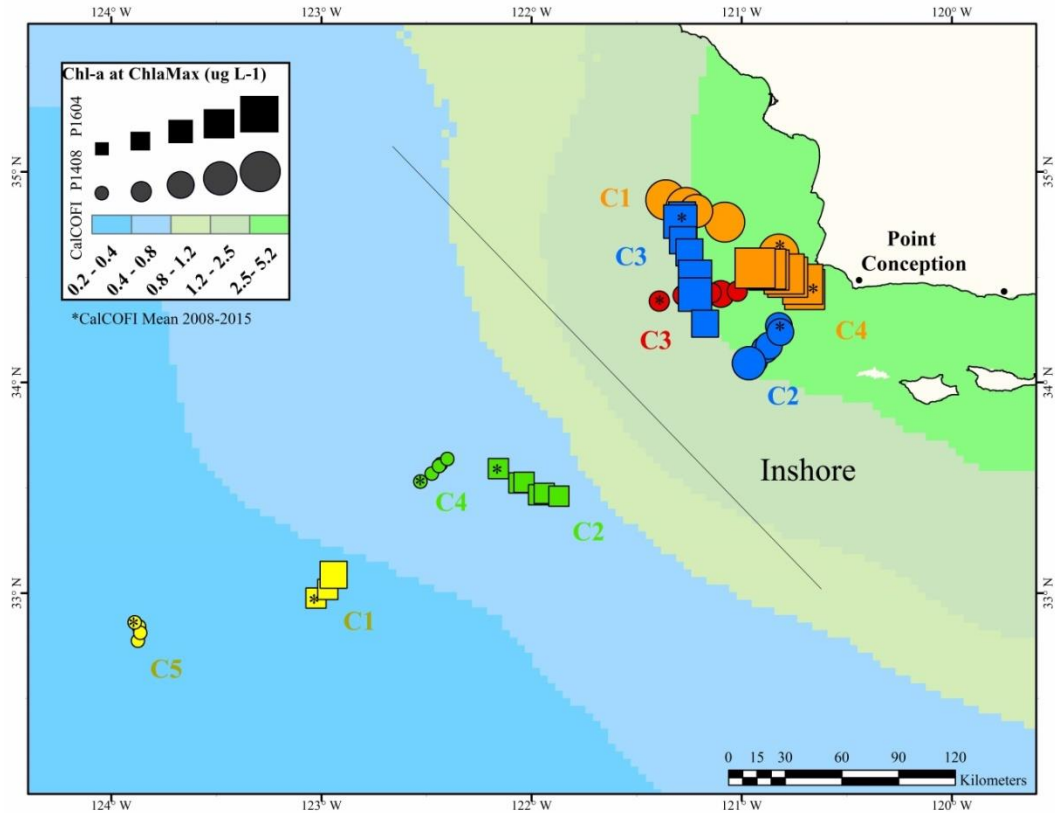 124° W
123° W
122° W
121° W
120° W
Chl-a at ChlaMax (ug L-1)
P1604
P1408
CalCOFI
0.2 - 0.4
0.4 - 0.8
0.8 - 1.2
1.2 - 2.5
2.5- 5.2
*CalCOFI Mean 2008-2015
35° N
35° N
C1
*
*
Point
Conception
C3
*
*
C3
C4
*
34° N
34° N
C2
Inshore
*
*
C4
C2
33° N
33° N
*
C1
*
C5
0 15 30 60 90 120
Kilometers
124° W
123° W
122° W
121° W
120° W